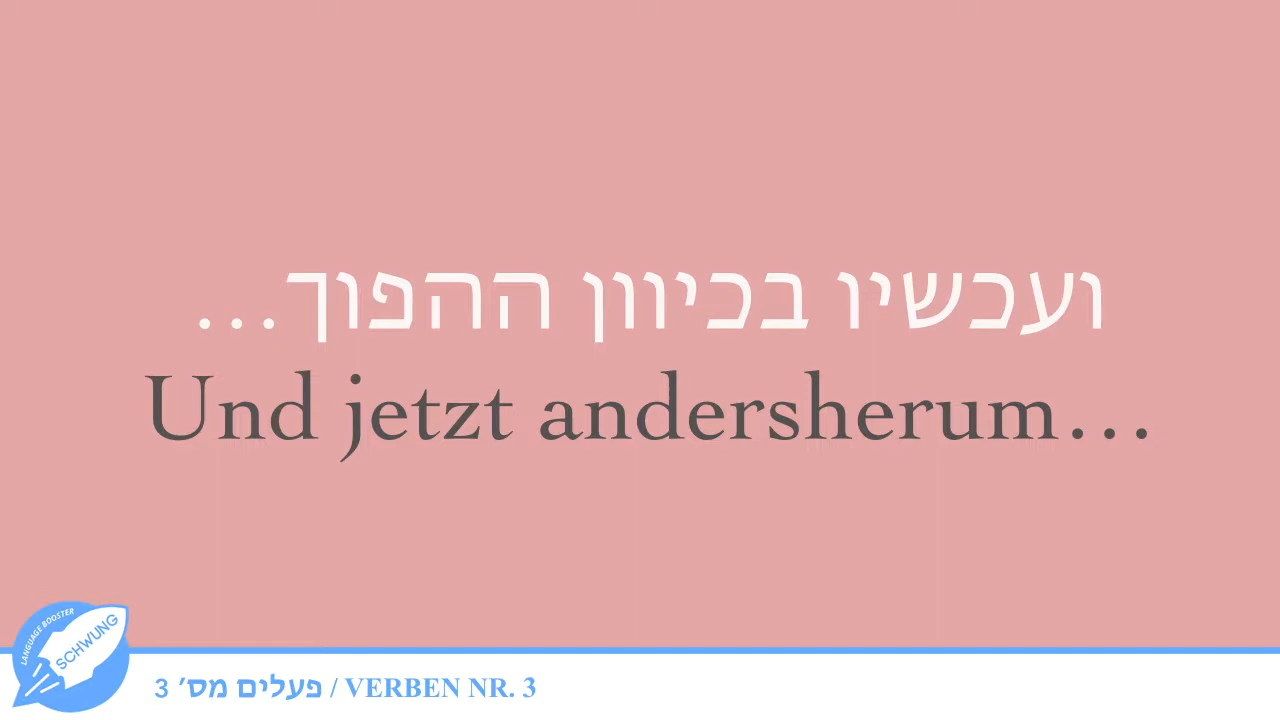 ועכשיו בכיוון ההפוך...
Und jetzt andersherum...
LANGUAGE BOOSTER
SCHWUNG
פעלים מס׳ 3 / VERBEN NR. 3